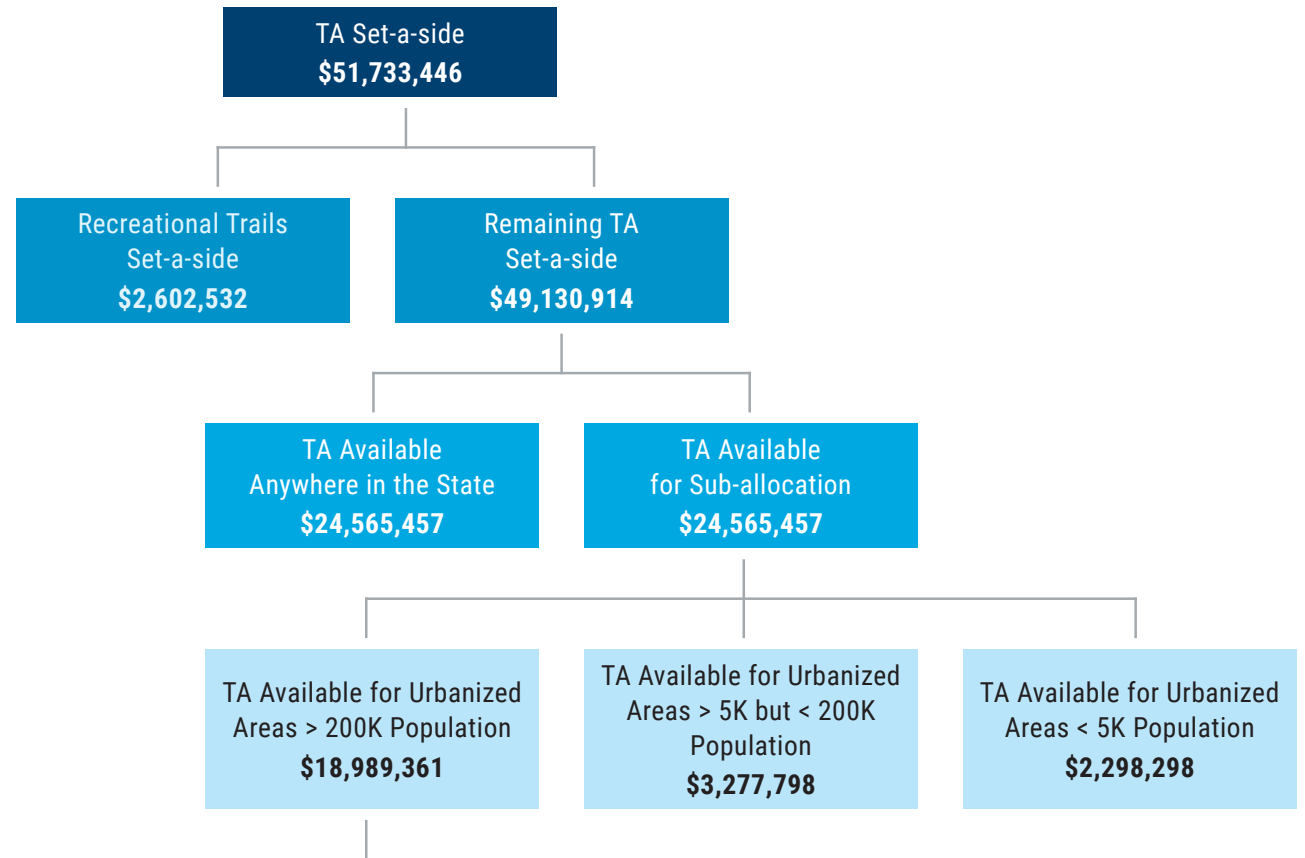 TA Set-a-side
$51,733,446
Recreational Trails
Set-a-side
$2,602,532
Remaining TA
Set-a-side
$49,130,914
TA Available
Anywhere in the State
$24,565,457
TA Available
for Sub-allocation
$24,565,457
TA Available for Urbanized
Areas > 200K Population
$18,989,361
TA Available for Urbanized
Areas > 5K but < 200K
Population
$3,277,798
TA Available for Urbanized
Areas < 5K Population
$2,298,298